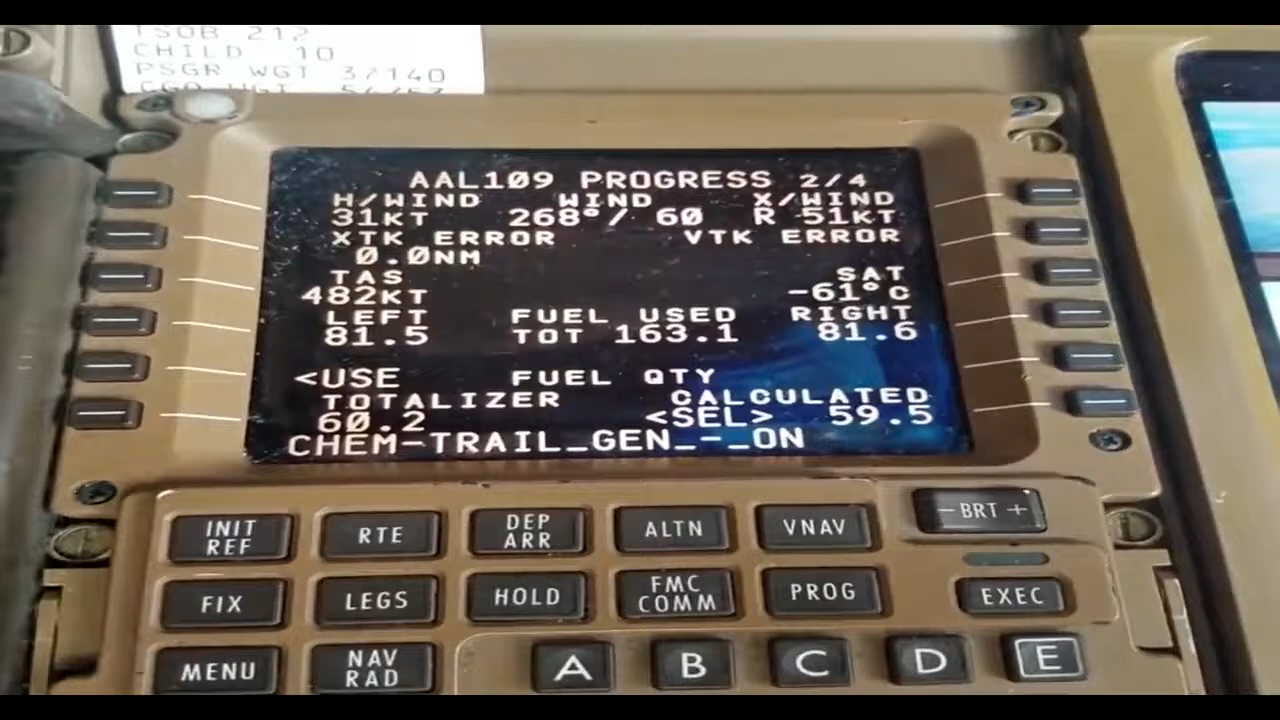 TSOB 212
CHILD 10
PSGR WGT 37140
AAL109 PROGRESS 2/4
H/WIND WIND X/WIND
31KT 268°/ 60 R 51KT
XTK ERROR VTK ERROR
0.0NM
TAS SAT
482KT -61°C
LEFT FUEL USED RIGHT
81.5 TOT 163.1 81.6
<USE FUEL QTY
TOTALIZER CALCULATED
60.2 <SEL> 59.5
CHEM-TRAIL_GEN_-_ON
INIT REF RTE DEP ARR ALTN VNAV - BRT +
FIX LEGS HOLD FMC COMM PROG EXEC
MENU NAV RAD A B C D E